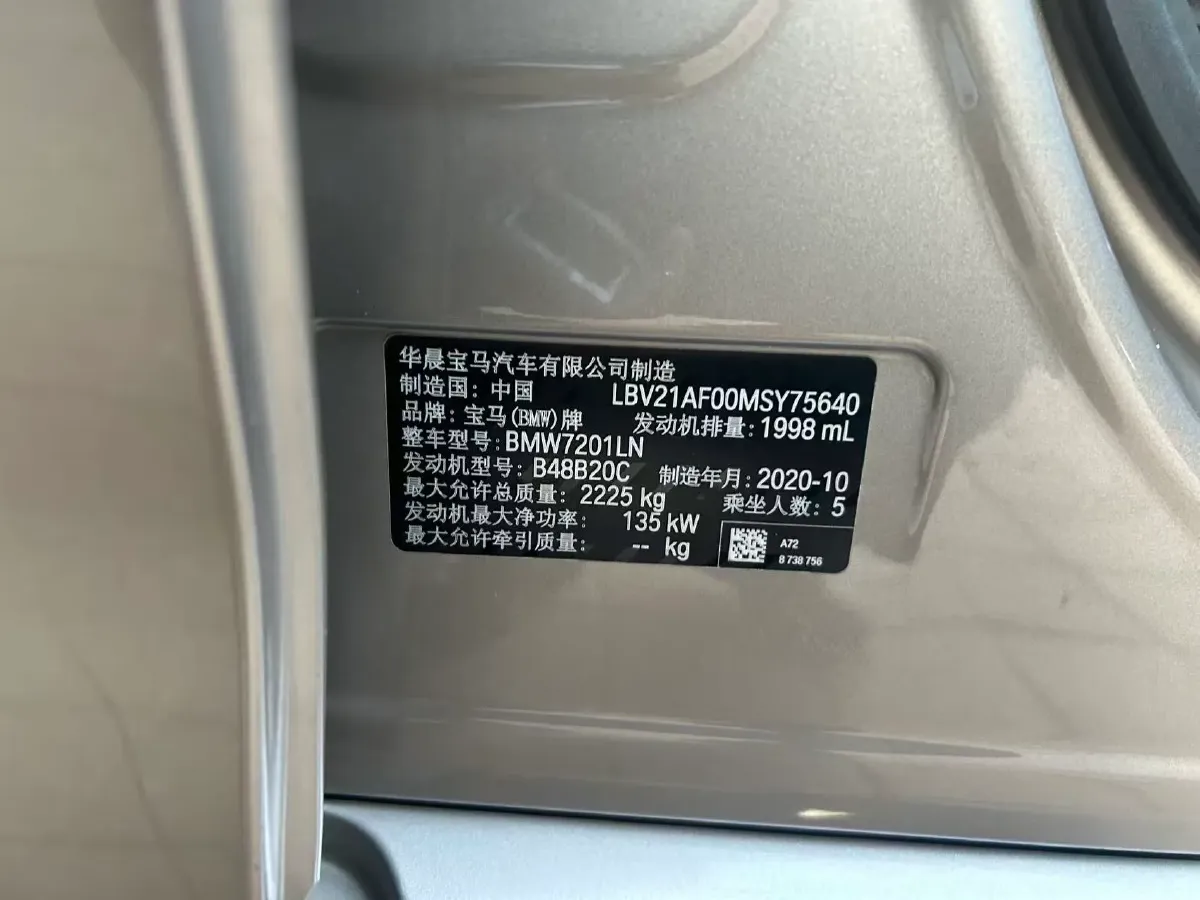 华晨宝马汽车有限公司制造
制造国: 中国 LBV21AF00MSY75640
品牌: 宝马(BMW)牌 发动机排量: 1998 mL
整车型号: BMW7201LN
发动机型号: B48B20C 制造年月: 2020-10
最大允许总质量: 2225 kg 乘坐人数: 5
发动机最大净功率: 135 kW
最大允许牵引质量: -- kg
A72
8 738 756